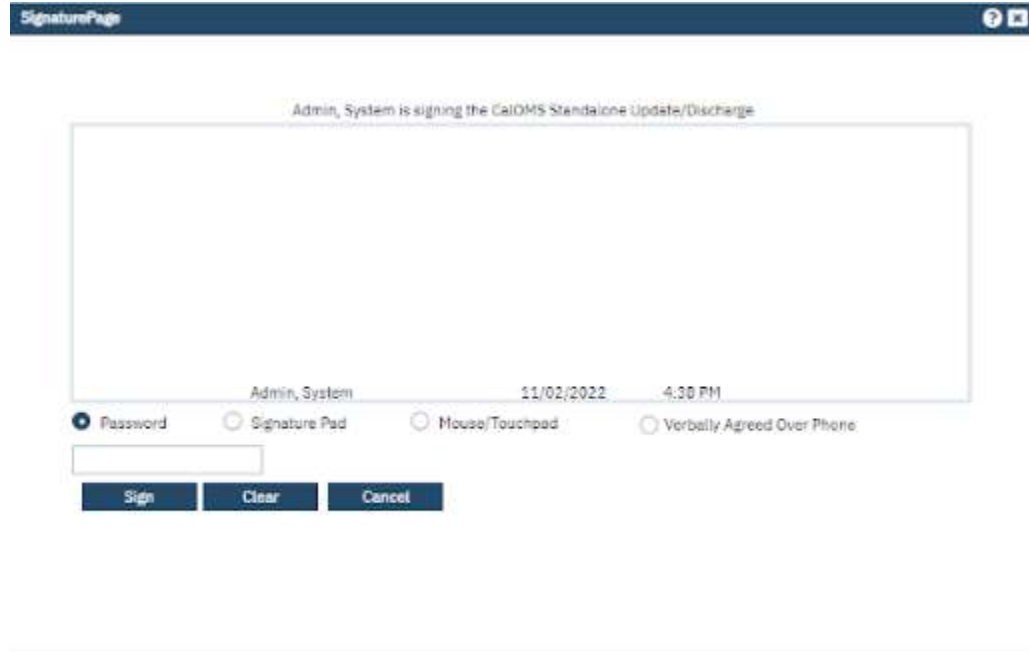 SignaturePage
Admin, System is signing the CalOMS Standalone Update/Discharge
Admin, System 11/02/2022 4:38 PM
Password Signature Pad Mouse/Touchpad Verbally Agreed Over Phone
Sign Clear Cancel